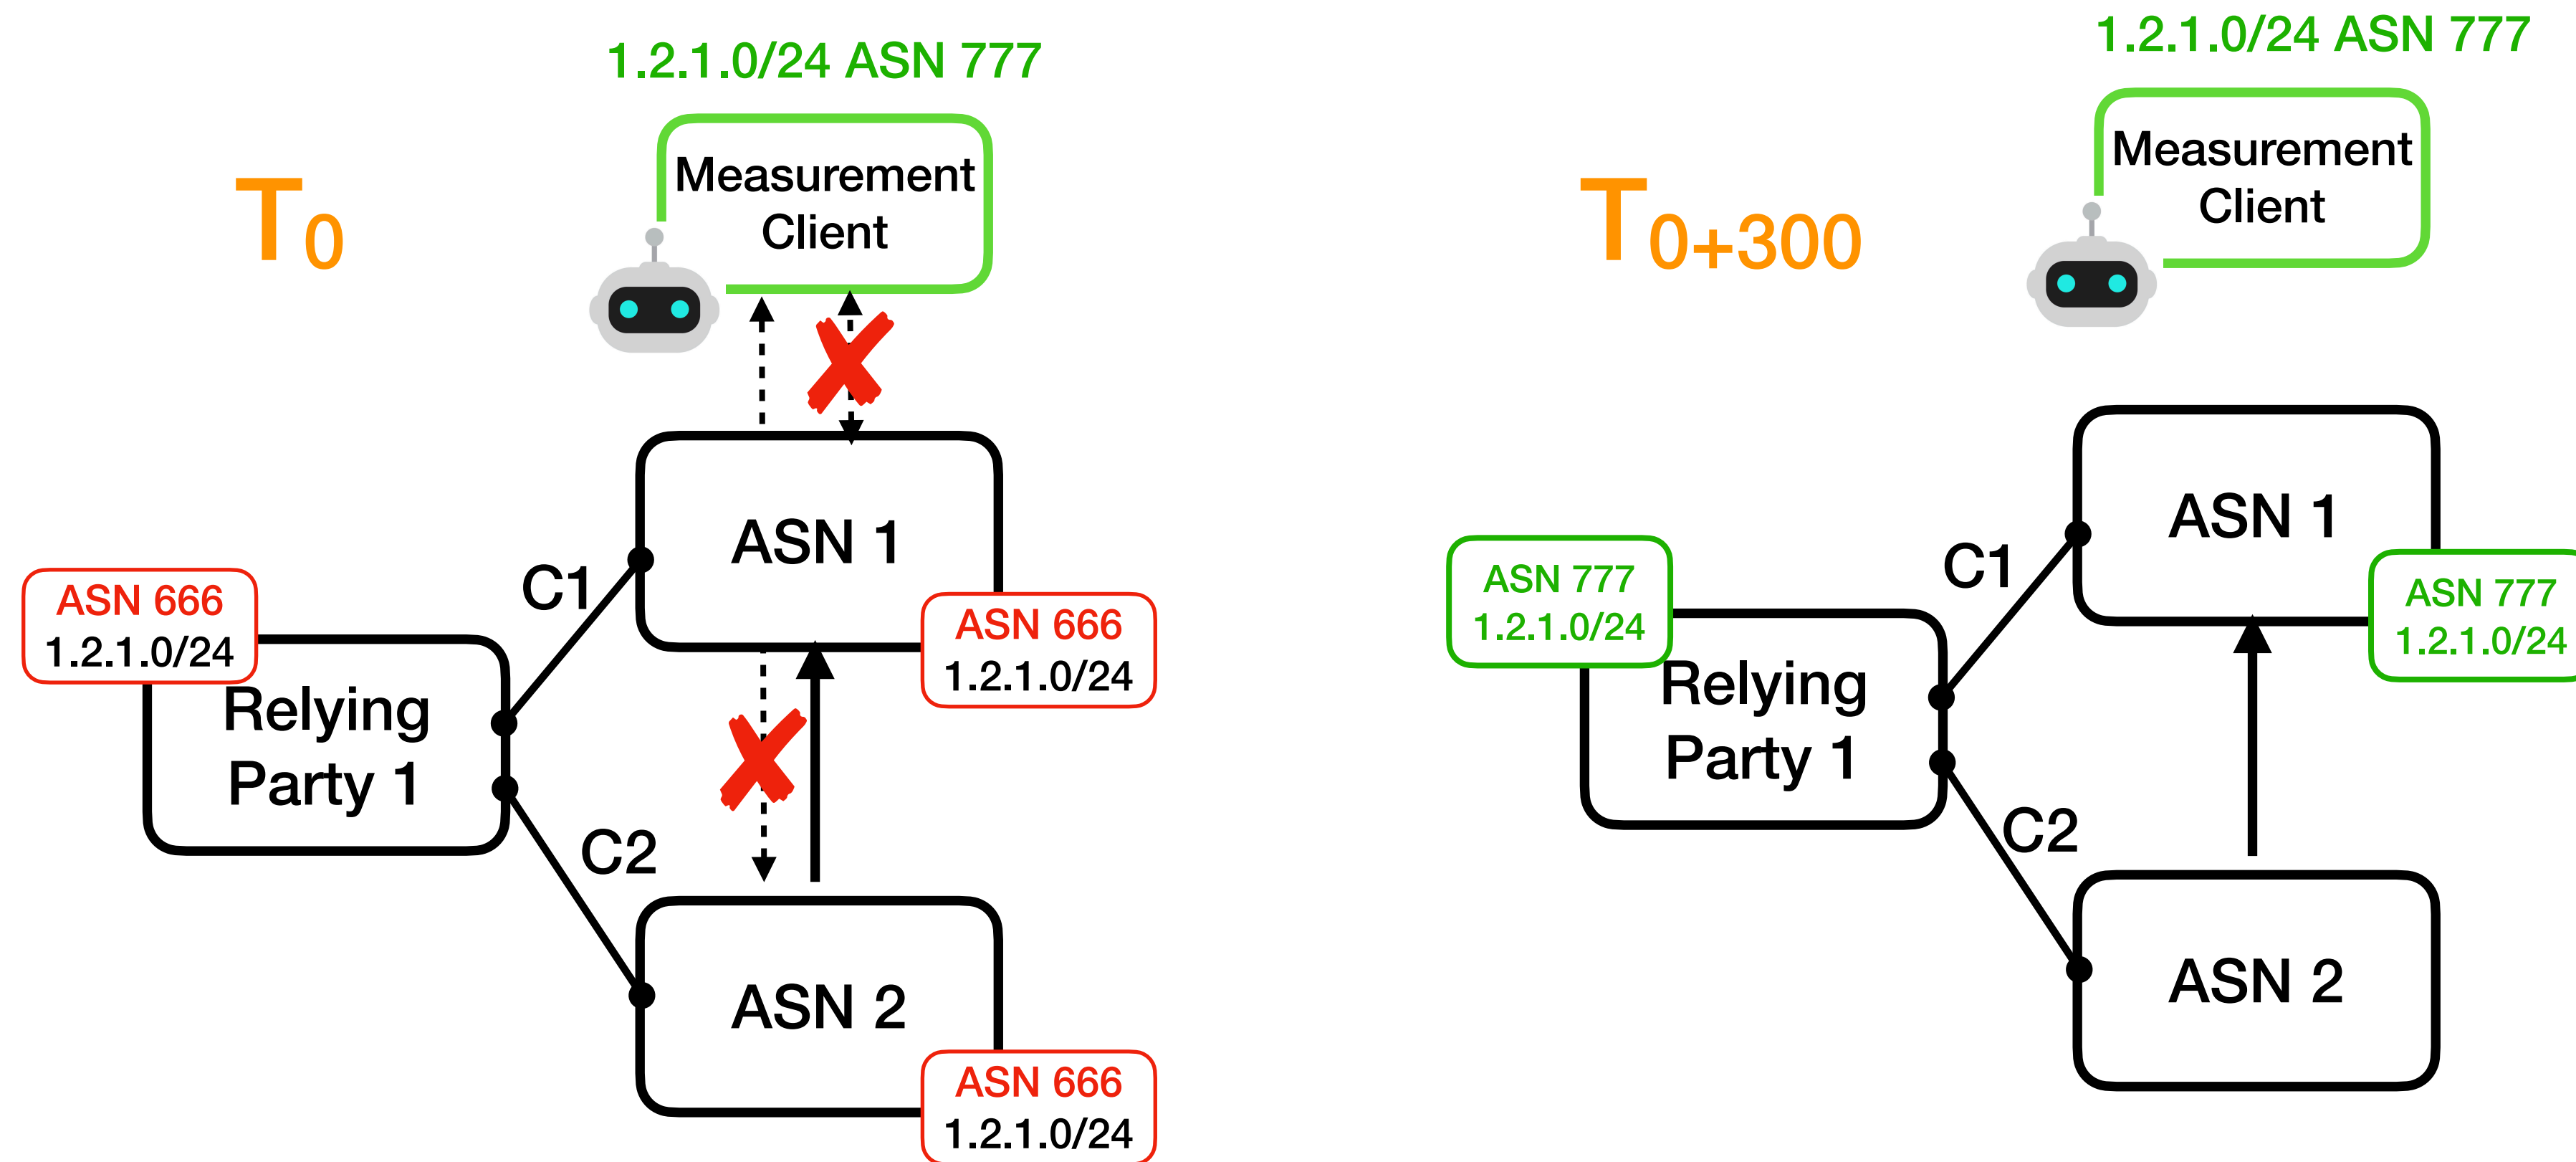 1.2.1.0/24 ASN 777
T0
Measurement
Client
ASN 1
C1
ASN 666
1.2.1.0/24
ASN 666
1.2.1.0/24
Relying
Party 1
C2
ASN 2
ASN 666
1.2.1.0/24
1.2.1.0/24 ASN 777
T0+300
Measurement
Client
ASN 1
C1
ASN 777
1.2.1.0/24
ASN 777
1.2.1.0/24
Relying
Party 1
C2
ASN 2